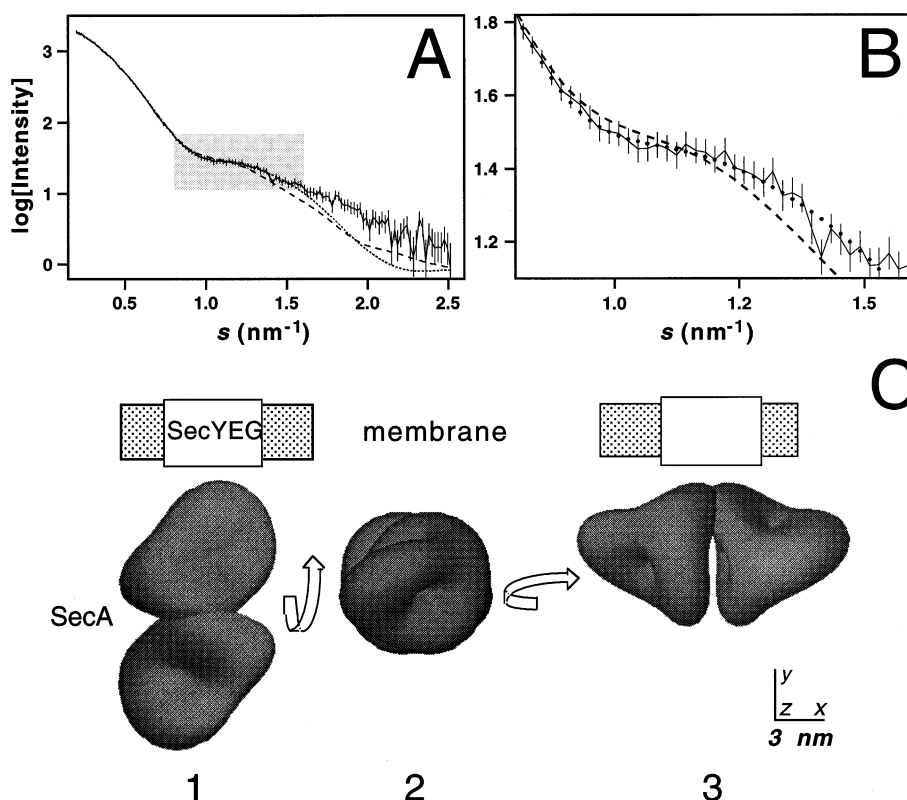 A
log[Intensity]
3
2
1
0
0.5 1.0 1.5 2.0 2.5
s (nm-1)
B
1.8
1.6
1.4
1.2
1.0 1.2 1.5
s (nm-1)
C
SecYEG
membrane
SecA
y
z x
3 nm
1 2 3